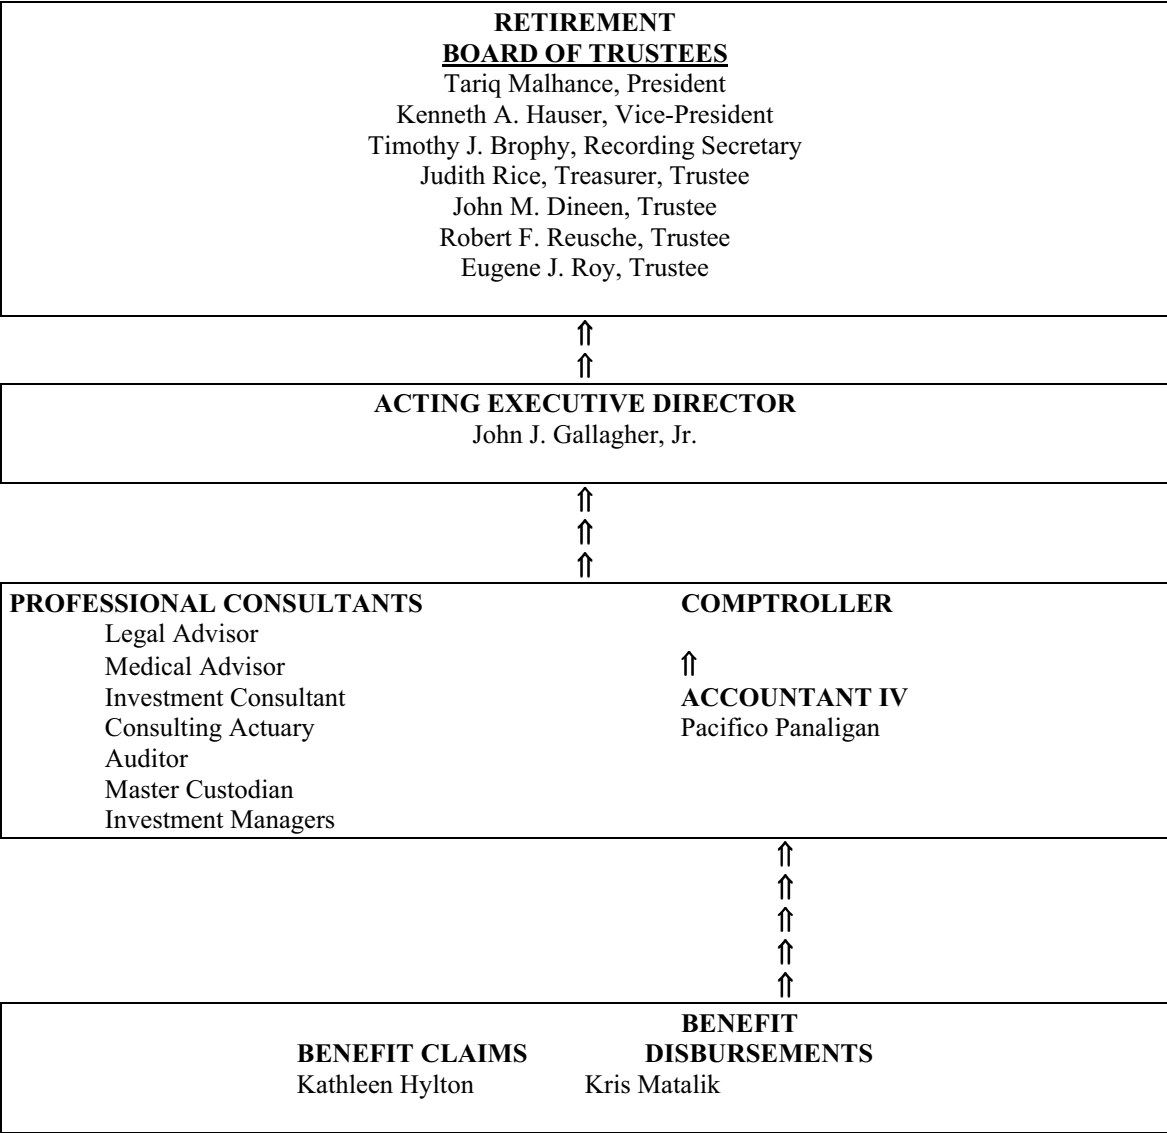 RETIREMENT
BOARD OF TRUSTEES
Tariq Malhance, President
Kenneth A. Hauser, Vice-President
Timothy J. Brophy, Recording Secretary
Judith Rice, Treasurer, Trustee
John M. Dineen, Trustee
Robert F. Reusche, Trustee
Eugene J. Roy, Trustee
⇑
⇑
ACTING EXECUTIVE DIRECTOR
John J. Gallagher, Jr.
⇑
⇑
⇑
PROFESSIONAL CONSULTANTS
Legal Advisor
Medical Advisor
Investment Consultant
Consulting Actuary
Auditor
Master Custodian
Investment Managers
COMPTROLLER
⇑
ACCOUNTANT IV
Pacifico Panaligan
⇑
⇑
⇑
⇑
⇑
BENEFIT CLAIMS
Kathleen Hylton
BENEFIT
DISBURSEMENTS
Kris Matalik